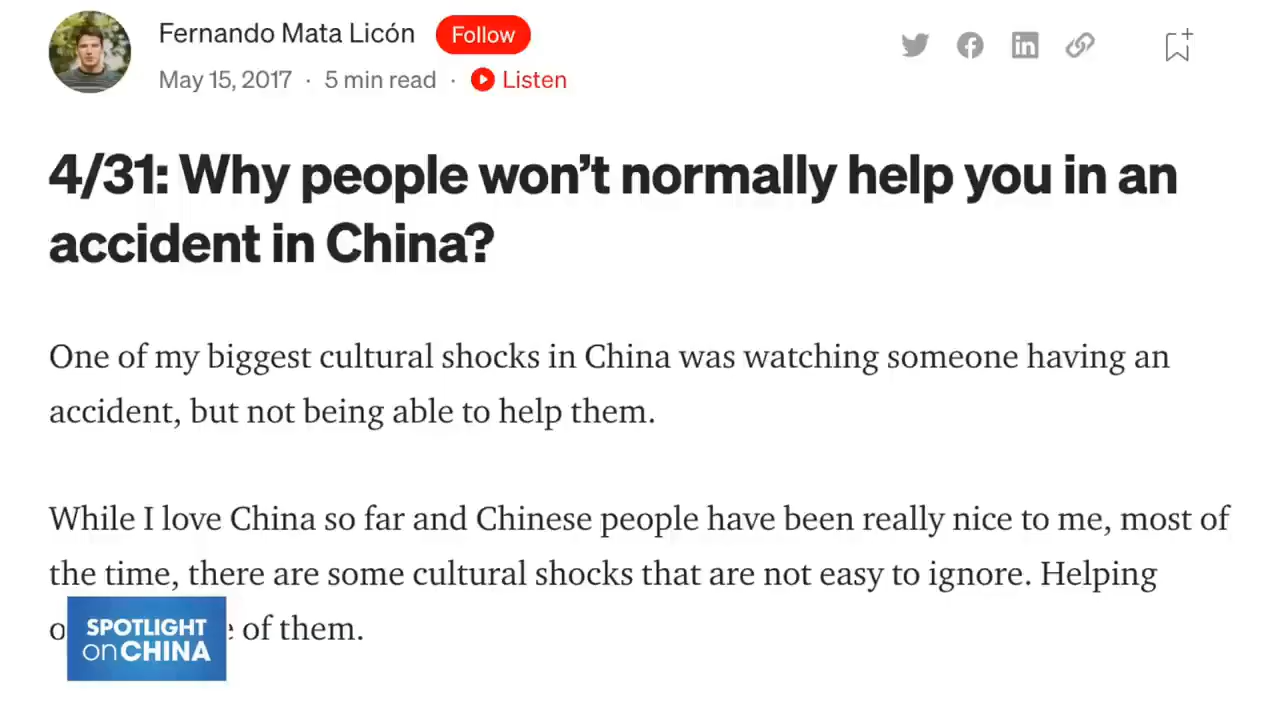 Fernando Mata Licón Follow
May 15, 2017 · 5 min read · Listen
4/31: Why people won’t normally help you in an
accident in China?
One of my biggest cultural shocks in China was watching someone having an
accident, but not being able to help them.
While I love China so far and Chinese people have been really nice to me, most of
the time, there are some cultural shocks that are not easy to ignore. Helping
of them.
SPOTLIGHT
onCHINA